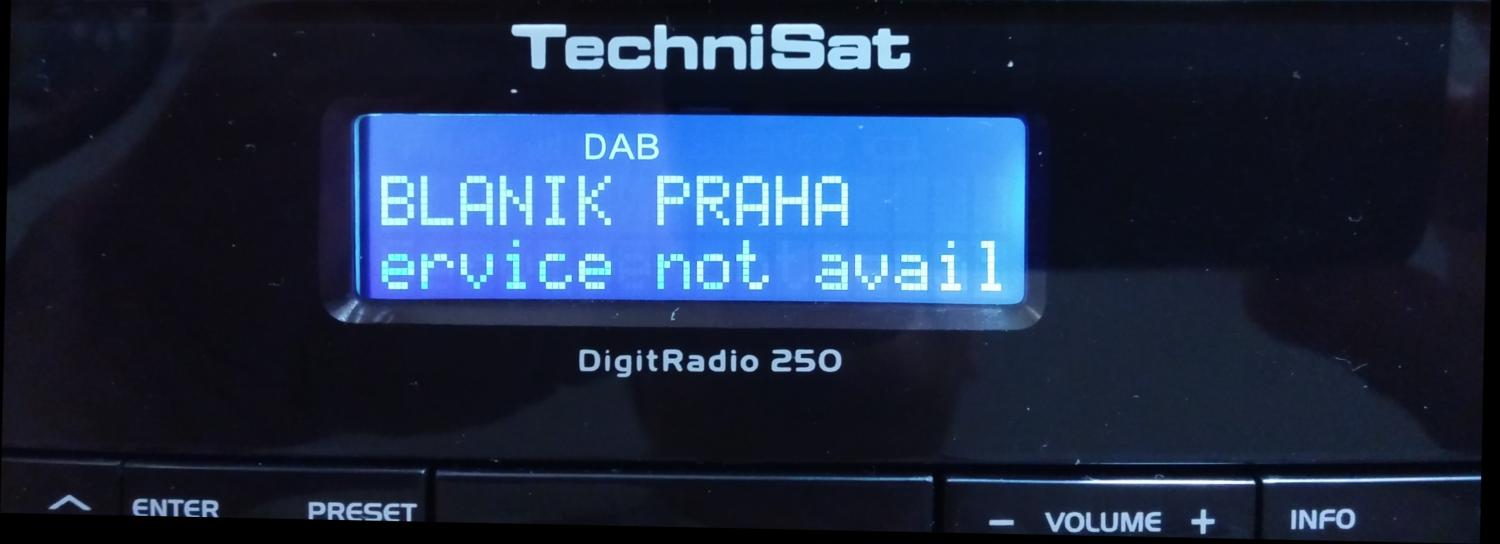 TechniSat
DAB
BLANIK PRAHA
ervice not avail
DigitRadio 250
ENTER PRESET − VOLUME + INFO